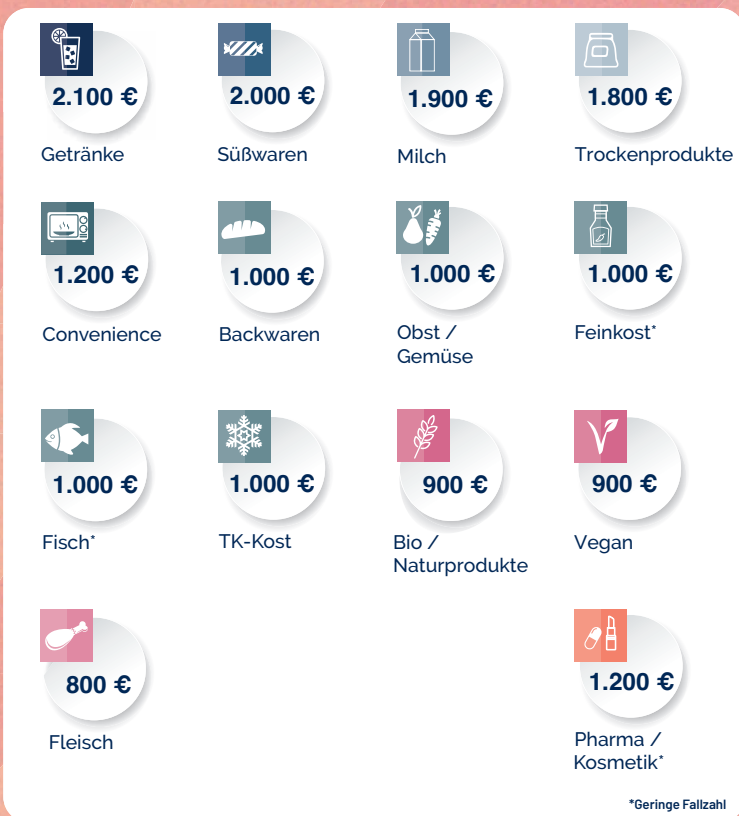 2.100 €
Getränke
2.000 €
Süßwaren
1.900 €
Milch
1.800 €
Trockenprodukte
1.200 €
Convenience
1.000 €
Backwaren
1.000 €
Obst /
Gemüse
1.000 €
Feinkost*
1.000 €
Fisch*
1.000 €
TK-Kost
900 €
Bio /
Naturprodukte
900 €
Vegan
800 €
Fleisch
1.200 €
Pharma /
Kosmetik*
*Geringe Fallzahl